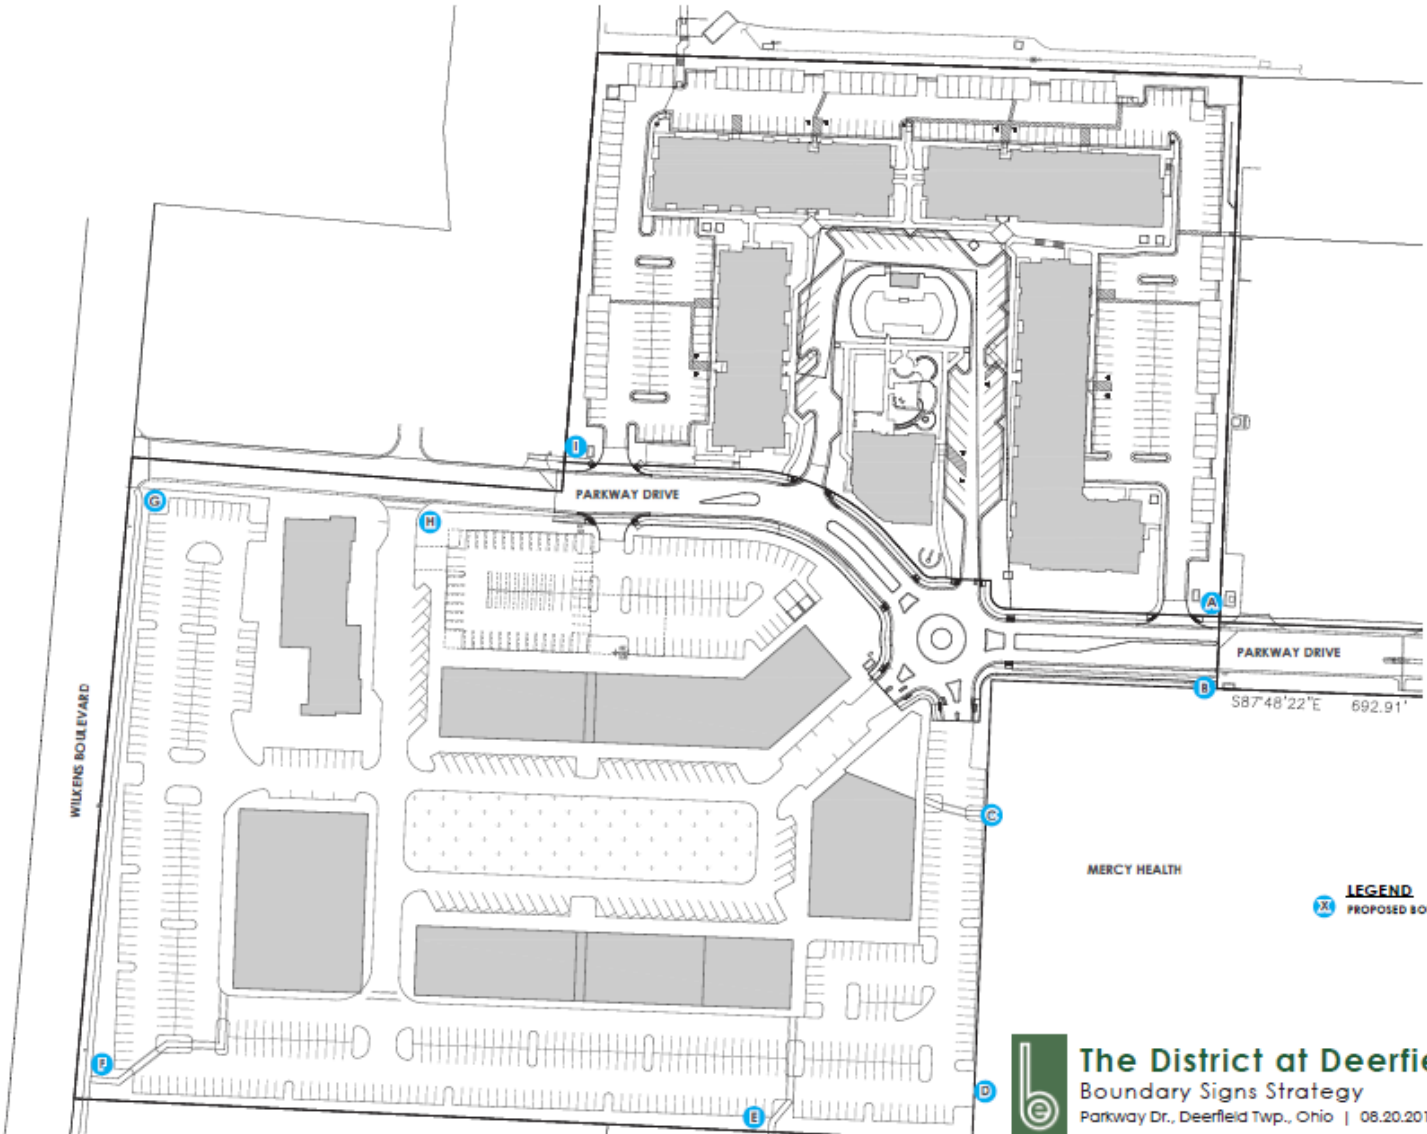 I
PARKWAY DRIVE
G
H
A
PARKWAY DRIVE
B
S87°48'22"E 692.91'
WILKENS BOULEVARD
C
MERCY HEALTH
LEGEND
X PROPOSED BO
F
D
E
The District at Deerfie
Boundary Signs Strategy
Parkway Dr., Deerfield Twp., Ohio | 08.20.201